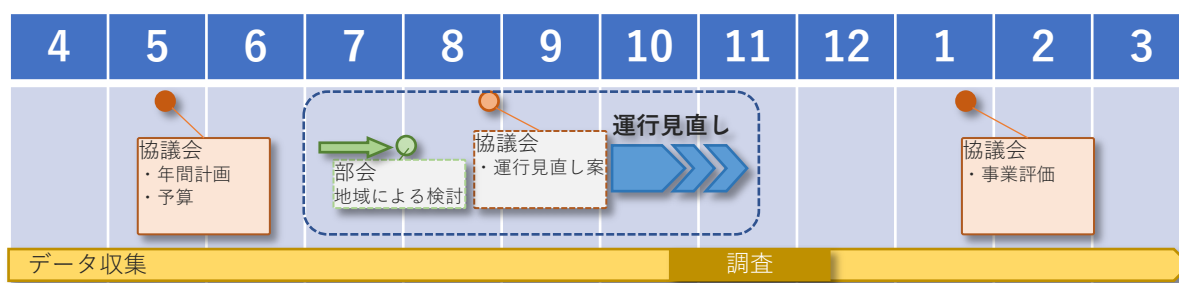 4 5 6 7 8 9 10 11 12 1 2 3
協議会
・年間計画
・予算
部会
地域による検討
協議会
・運行見直し案
運行見直し
協議会
・事業評価
データ収集
調査